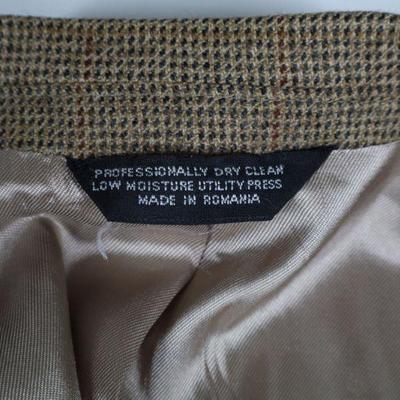 PROFESSIONALLY DRY CLEAN
LOW MOISTURE UTILITY PRESS
MADE IN ROMANIA